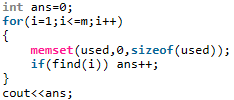 int ans=0;
for(i=1;i<=m;i++)
{
    memset(used,0,sizeof(used));
    if(find(i)) ans++;
}
cout<<ans;